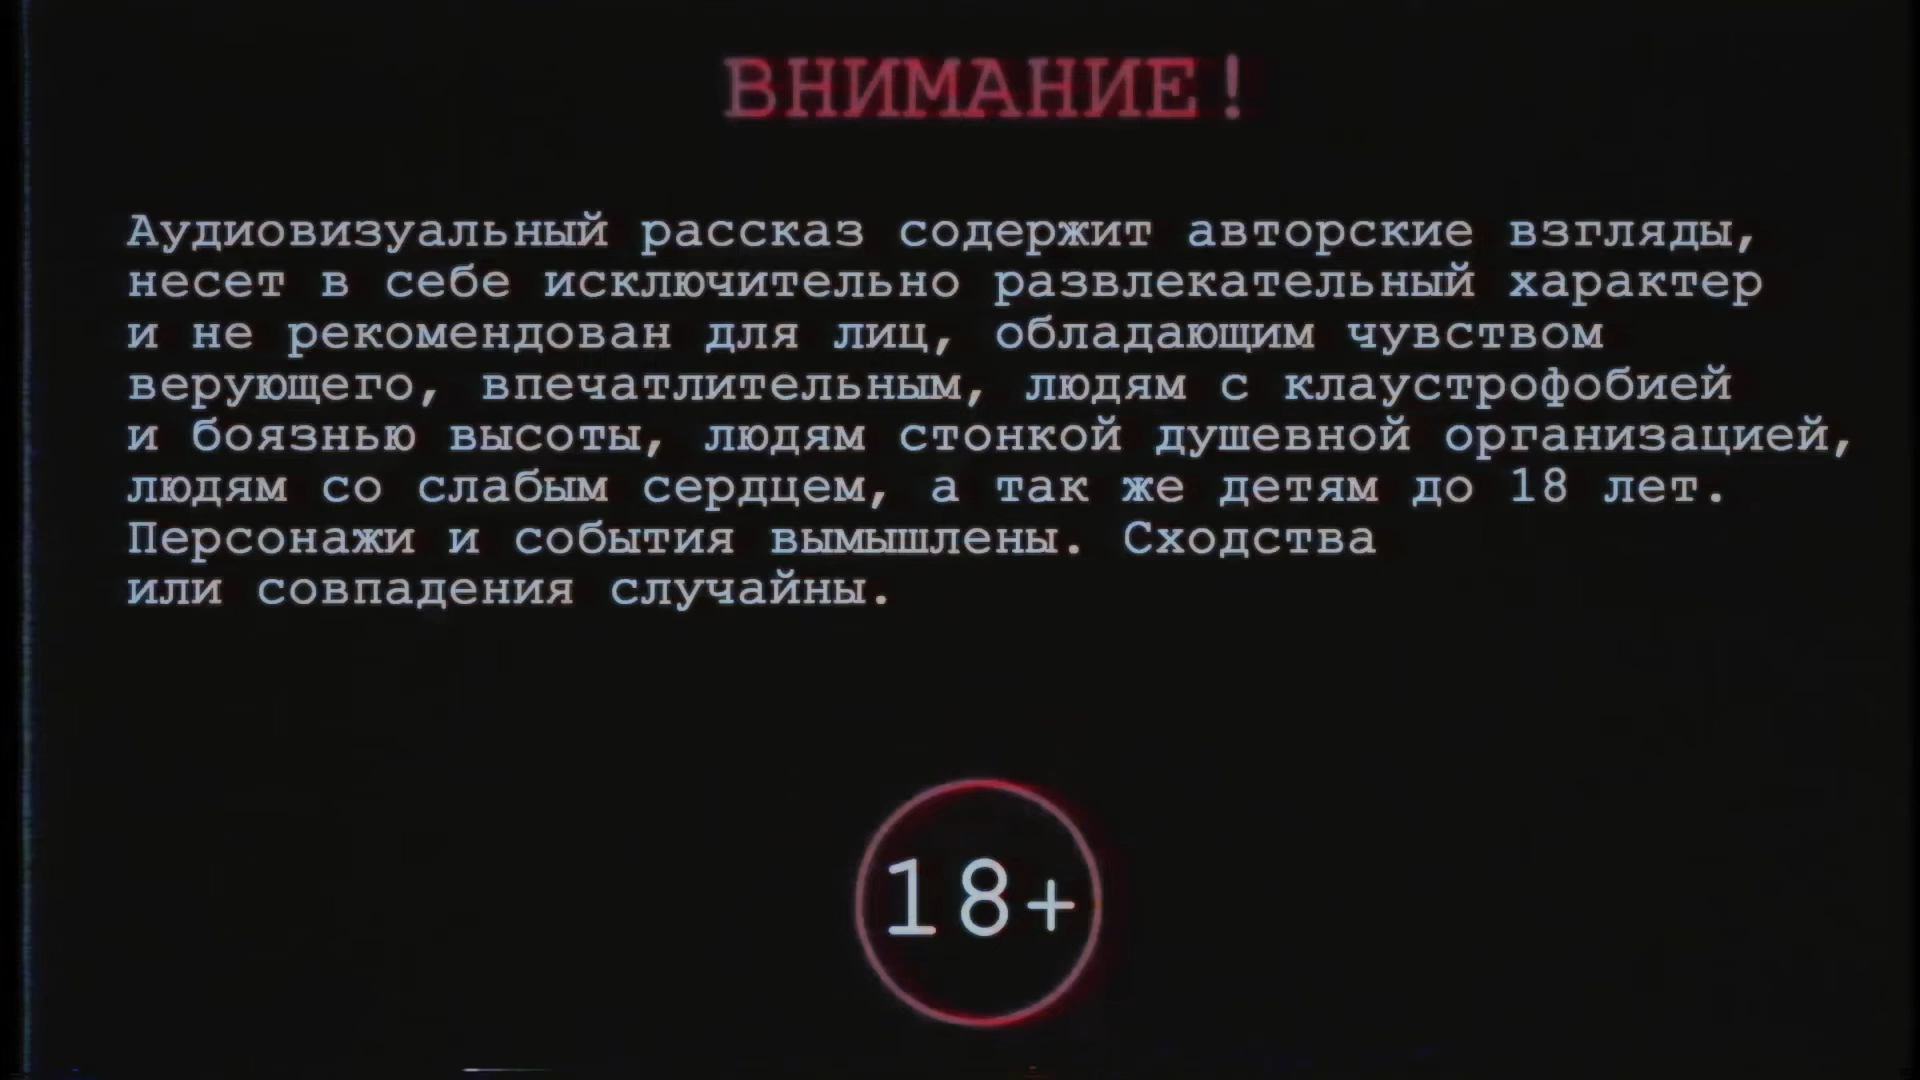 ВНИМАНИЕ!
Аудиовизуальный рассказ содержит авторские взгляды,
несет в себе исключительно развлекательный характер
и не рекомендован для лиц, обладающим чувством
верующего, впечатлительным, людям с клаустрофобией
и боязнью высоты, людям стонкой душевной организацией,
людям со слабым сердцем, а так же детям до 18 лет.
Персонажи и события вымышлены. Сходства
или совпадения случайны.
18+